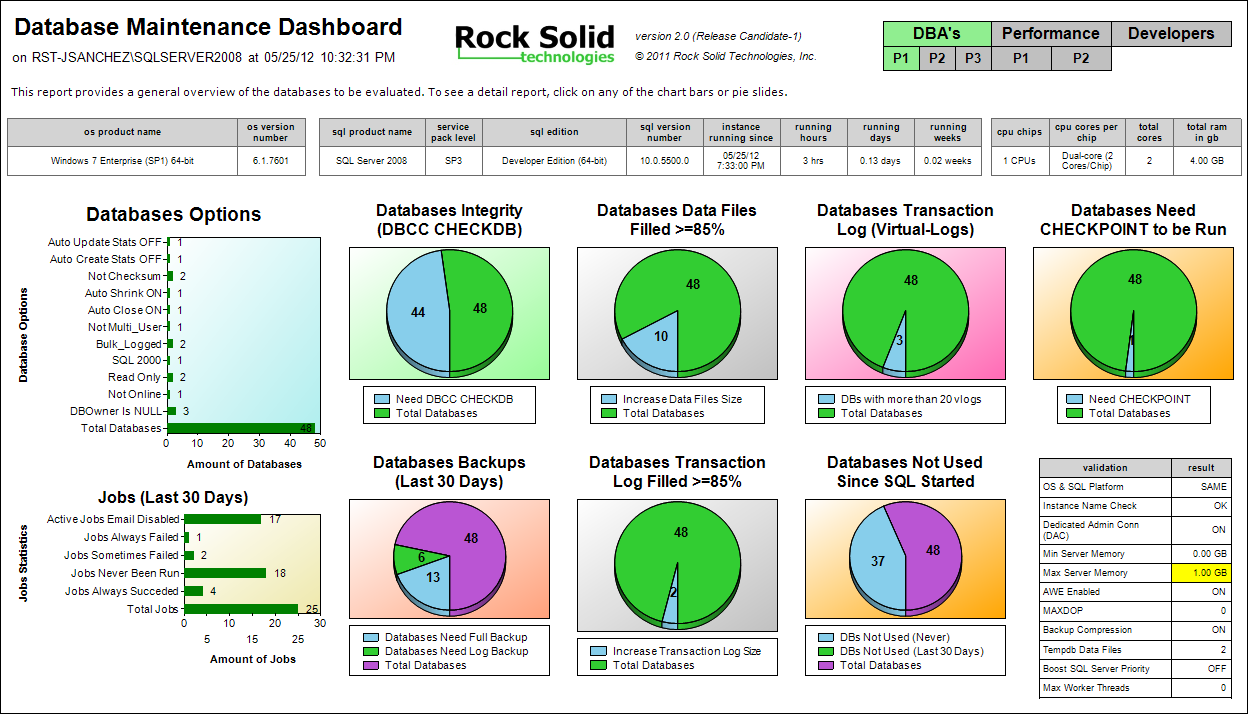 Database Maintenance Dashboard
on RST-JSANCHEZ\SQLSERVER2008 at 05/25/12 10:32:31 PM
Rock Solid
technologies
version 2.0 (Release Candidate-1)
© 2011 Rock Solid Technologies, Inc.
DBA's Performance Developers
P1 P2 P3 P1 P2
This report provides a general overview of the databases to be evaluated. To see a detail report, click on any of the chart bars or pie slides.
os product name
os version
number
Windows 7 Enterprise (SP1) 64-bit 6.1.7601
sql product name
service
pack level
sql edition
sql version
number
instance
running since
running
hours
running
days
running
weeks
SQL Server 2008
SP3
Developer Edition (64-bit)
10.0.5500.0
05/25/12
7:33:00 PM
3 hrs
0.13 days
0.02 weeks
cpu chips
cpu cores per
chip
total
cores
total ram
in gb
1 CPUs
Dual-core (2
Cores/Chip)
2
4.00 GB
Databases Options
Database Options
Auto Update Stats OFF 1
Auto Create Stats OFF 1
Not Checksum 2
Auto Shrink ON 1
Auto Close ON 1
Not Multi_User 1
Bulk_Logged 2
SQL 2000 1
Read Only 2
Not Online 1
DBOwner Is NULL 3
Total Databases 48
0 10 20 30 40 50
Amount of Databases
Databases Integrity
(DBCC CHECKDB)
44 48
Need DBCC CHECKDB
Total Databases
Databases Data Files
Filled >=85%
48
10
Increase Data Files Size
Total Databases
Databases Transaction
Log (Virtual-Logs)
48
3
DBs with more than 20 vlogs
Total Databases
Databases Need
CHECKPOINT to be Run
48
1
Need CHECKPOINT
Total Databases
Jobs (Last 30 Days)
Jobs Statistics
Active Jobs Email Disabled 17
Jobs Always Failed 1
Jobs Sometimes Failed 2
Jobs Never Been Run 18
Jobs Always Succeded 4
Total Jobs 25
0 10 20 30
5 15 25
Amount of Jobs
Databases Backups
(Last 30 Days)
48
6
13
Databases Need Full Backup
Databases Need Log Backup
Total Databases
Databases Transaction
Log Filled >=85%
48
2
Increase Transaction Log Size
Total Databases
Databases Not Used
Since SQL Started
37 48
DBs Not Used (Never)
DBs Not Used (Last 30 Days)
Total Databases
validation result
OS & SQL Platform SAME
Instance Name Check OK
Dedicated Admin Conn
(DAC) ON
Min Server Memory 0.00 GB
Max Server Memory 1.00 GB
AWE Enabled ON
MAXDOP 0
Backup Compression ON
Tempdb Data Files 2
Boost SQL Server Priority OFF
Max Worker Threads 0